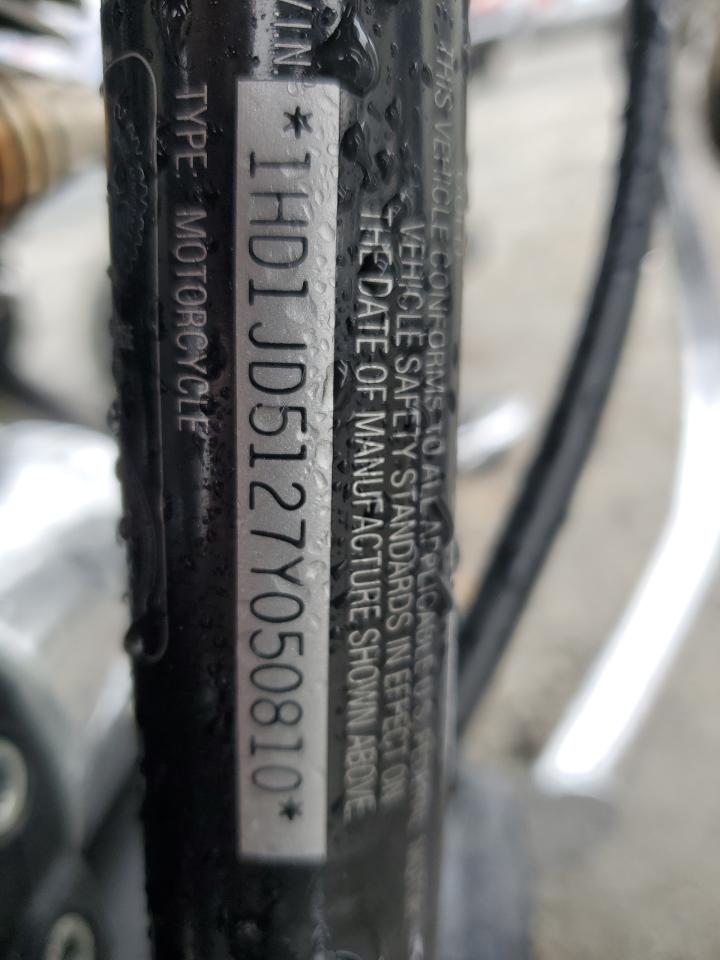 THIS VEHICLE CONFORMS TO ALL APPLICABLE U.S.
VEHICLE SAFETY STANDARDS IN EFFECT ON
THE DATE OF MANUFACTURE SHOWN ABOVE
VIN
*1HD1JD5127Y050810*
TYPE: MOTORCYCLE